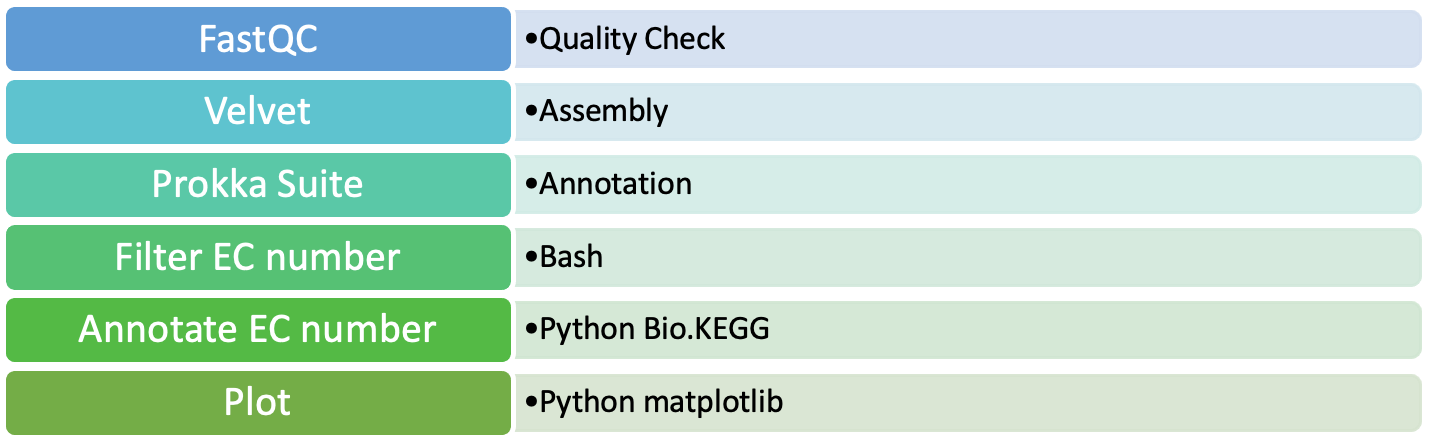 FastQC
•Quality Check
Velvet
•Assembly
Prokka Suite
•Annotation
Filter EC number
•Bash
Annotate EC number
•Python Bio.KEGG
Plot
•Python matplotlib